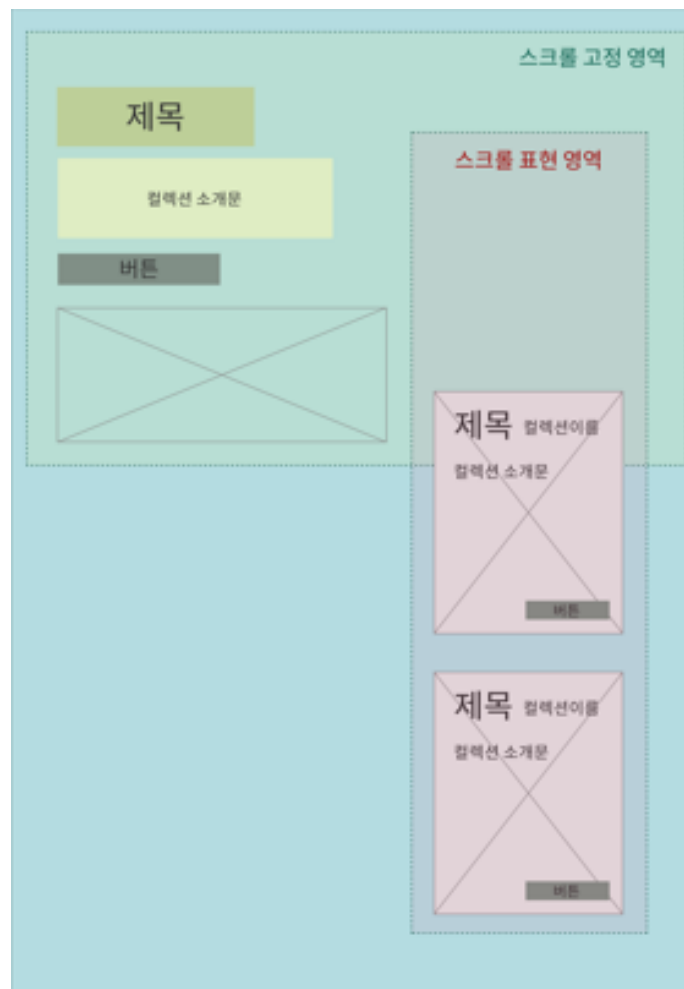 스크롤 고정 영역
제목
컬렉션 소개문
버튼
스크롤 표현 영역
제목 컬렉션이름
컬렉션 소개문
버튼
제목 컬렉션이름
컬렉션 소개문
버튼